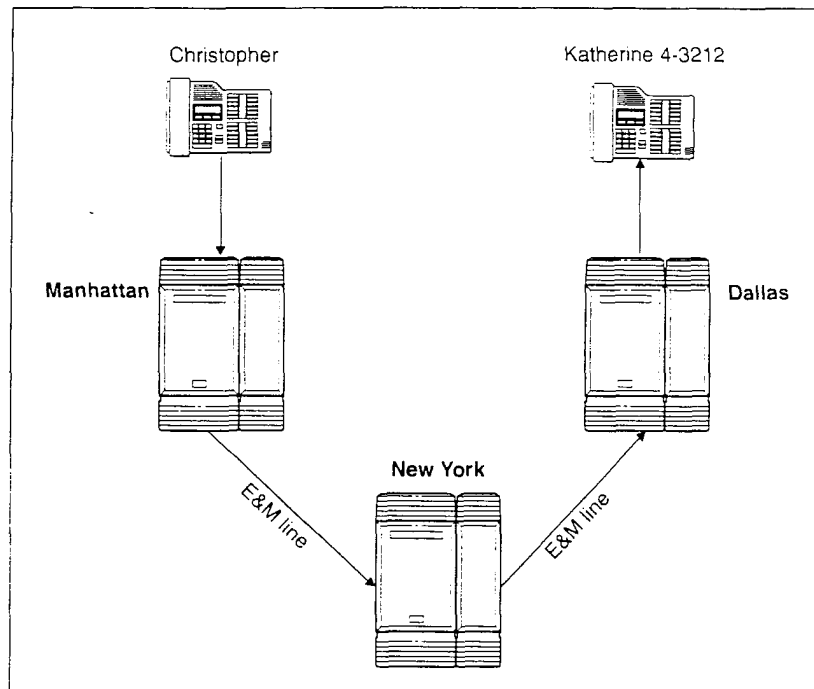 Christopher
Katherine 4-3212
Manhattan
Dallas
New York
E&M line
E&M line